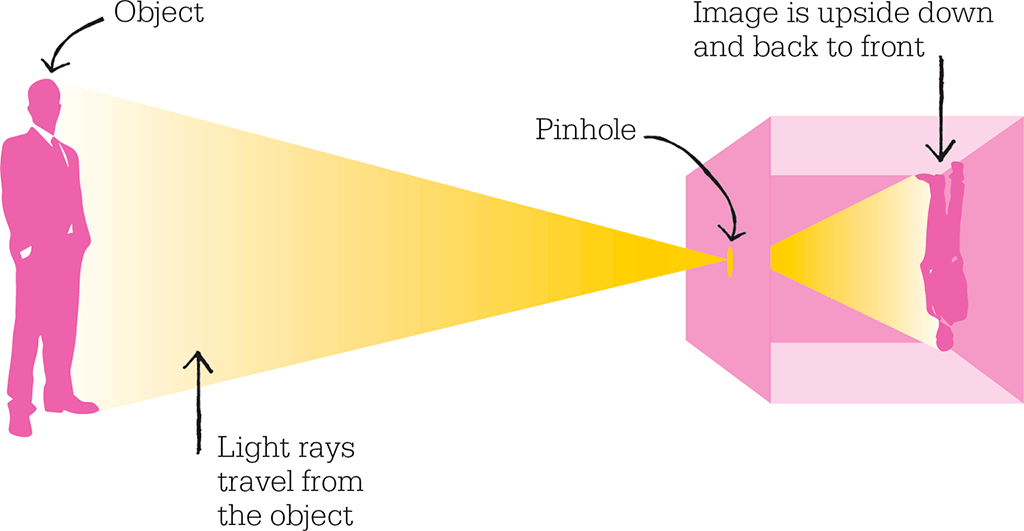 Object
Image is upside down
and back to front
Pinhole
Light rays
travel from
the object